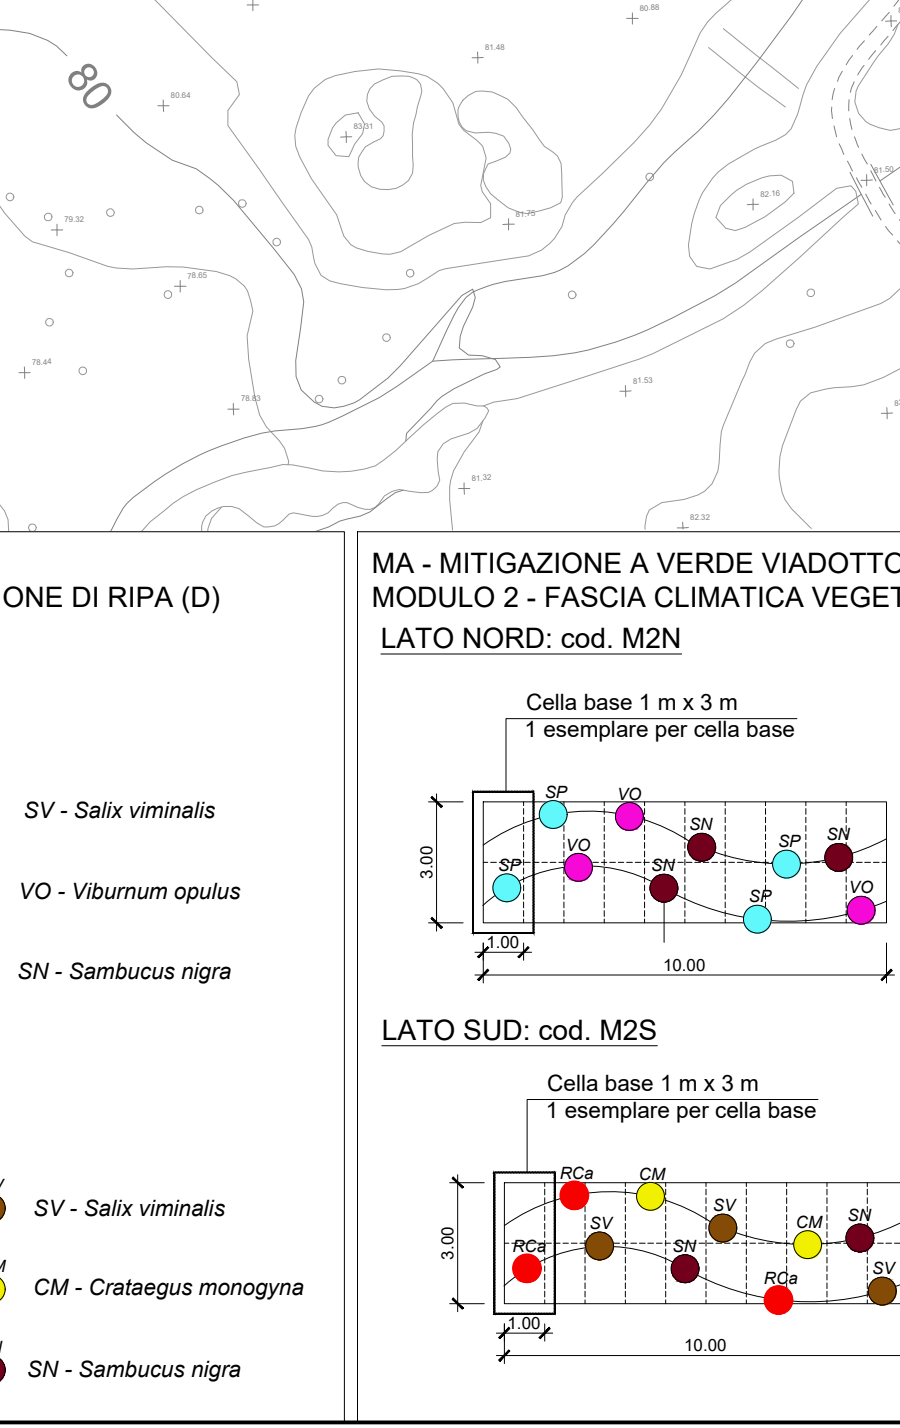 80.88
81.48
80
80.64
83.31
81.50
82.16
81.75
79.32
78.65
78.44
81.53
78.83
81.32
82.32
ONE DI RIPA (D)
SV - Salix viminalis
VO - Viburnum opulus
SN - Sambucus nigra
SV - Salix viminalis
CM - Crataegus monogyna
SN - Sambucus nigra
MA - MITIGAZIONE A VERDE VIADOTTO
MODULO 2 - FASCIA CLIMATICA VEGET
LATO NORD: cod. M2N
Cella base 1 m x 3 m
1 esemplare per cella base
SP VO
SN SP SN
VO
SP SN SP VO
3.00
1.00
10.00
LATO SUD: cod. M2S
Cella base 1 m x 3 m
1 esemplare per cella base
RCa CM
SV CM SN
SV
RCa SN RCa SV
3.00
1.00
10.00